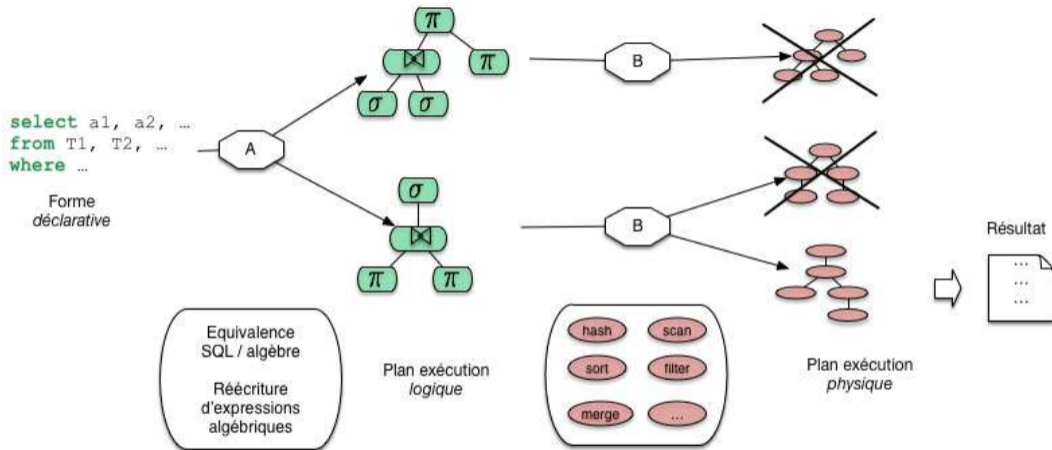 π
⋈
π
σ
σ
B
select a1, a2, …
from T1, T2, …
where …
A
Forme
déclarative
σ
⋈
π
π
B
Résultat
…
…
…
Equivalence
SQL / algèbre
Réécriture
d'expressions
algébriques
Plan exécution
logique
hash
scan
sort
filter
merge
…
Plan exécution
physique